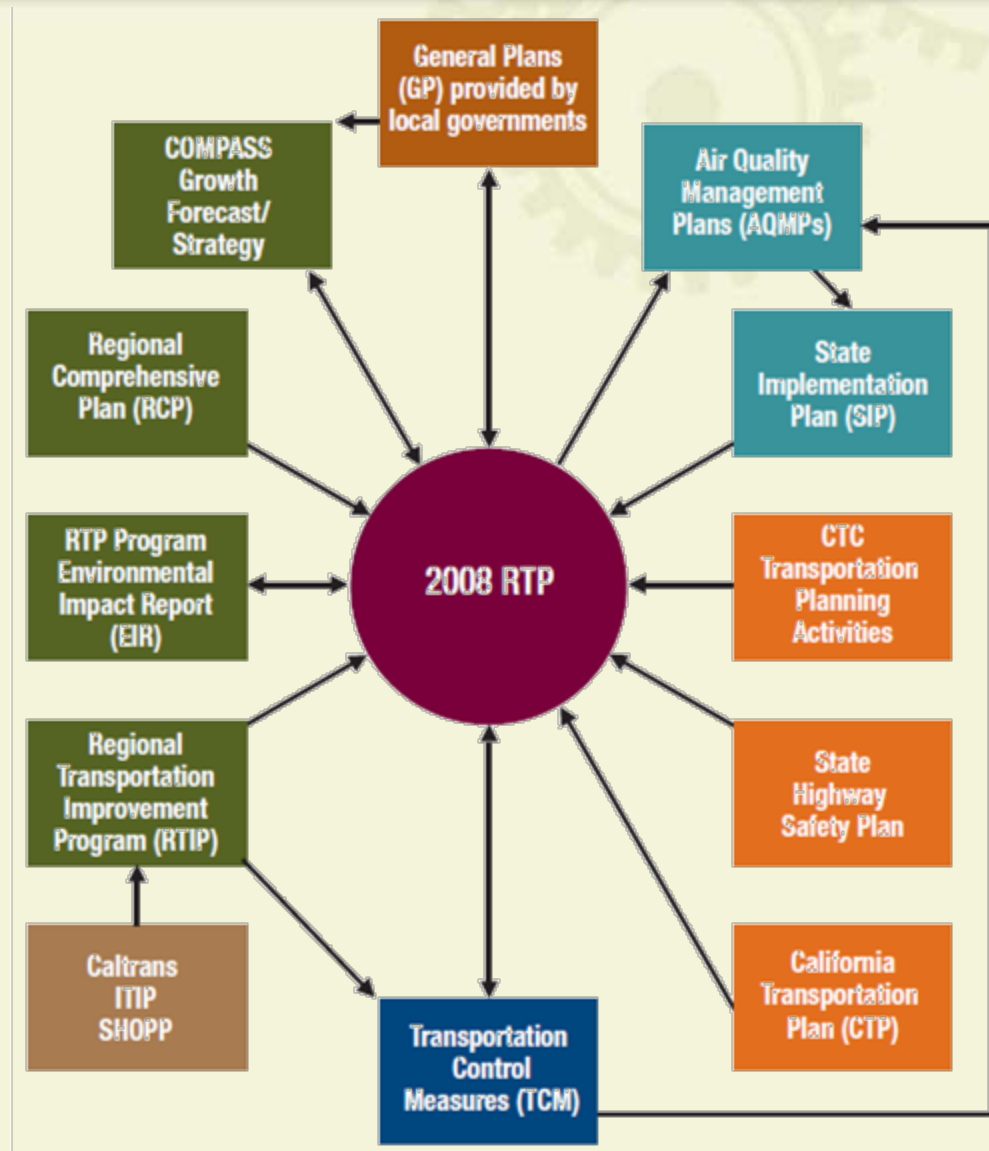 General Plans
(GP) provided by
local governments
COMPASS
Growth
Forecast/
Strategy
Air Quality
Management
Plans (AQMPs)
Regional
Comprehensive
Plan (RCP)
State
Implementation
Plan (SIP)
RTP Program
Environmental
Impact Report
(EIR)
2008 RTP
CTC
Transportation
Planning
Activities
Regional
Transportation
Improvement
Program (RTIP)
State
Highway
Safety Plan
Caltrans
ITIP
SHOPP
Transportation
Control
Measures (TCM)
California
Transportation
Plan (CTP)